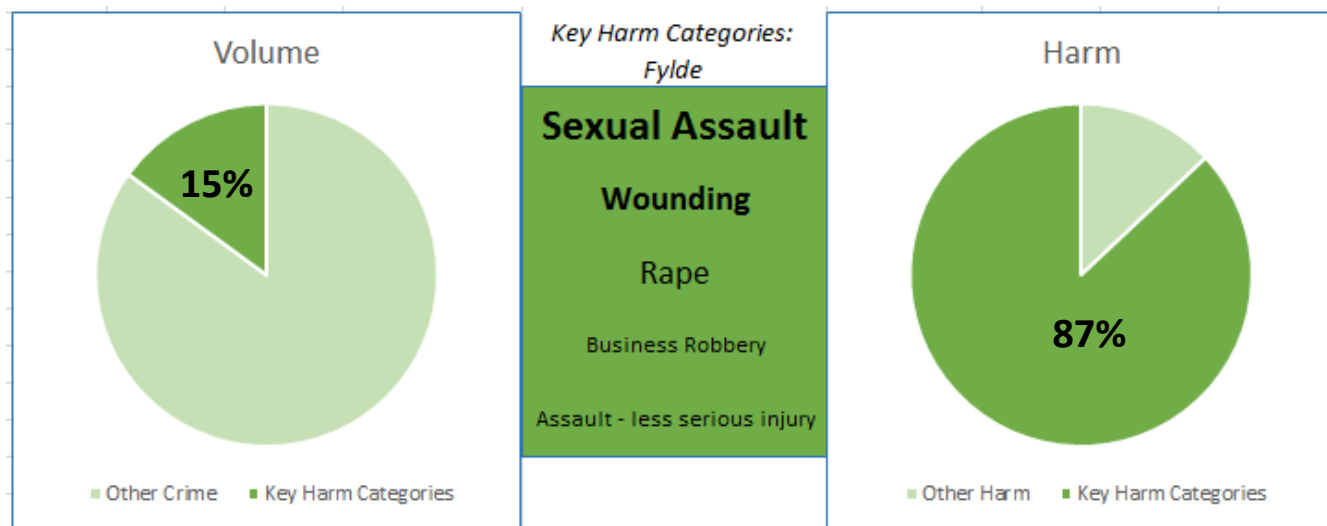 Volume
15%
Other Crime
Key Harm Categories
Key Harm Categories:
Fylde
Sexual Assault
Wounding
Rape
Business Robbery
Assault - less serious injury
Harm
87%
Other Harm
Key Harm Categories